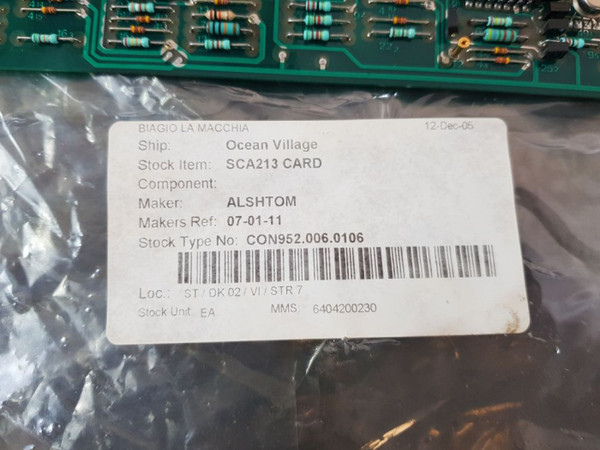 BIAGIO LA MACCHIA 12-Dec-05
Ship: Ocean Village
Stock Item: SCA213 CARD
Component:
Maker: ALSHTOM
Makers Ref: 07-01-11
Stock Type No: CON952.006.0106
Loc.: ST / DK 02 / VI / STR 7
Stock Unit: EA MMS: 6404200230